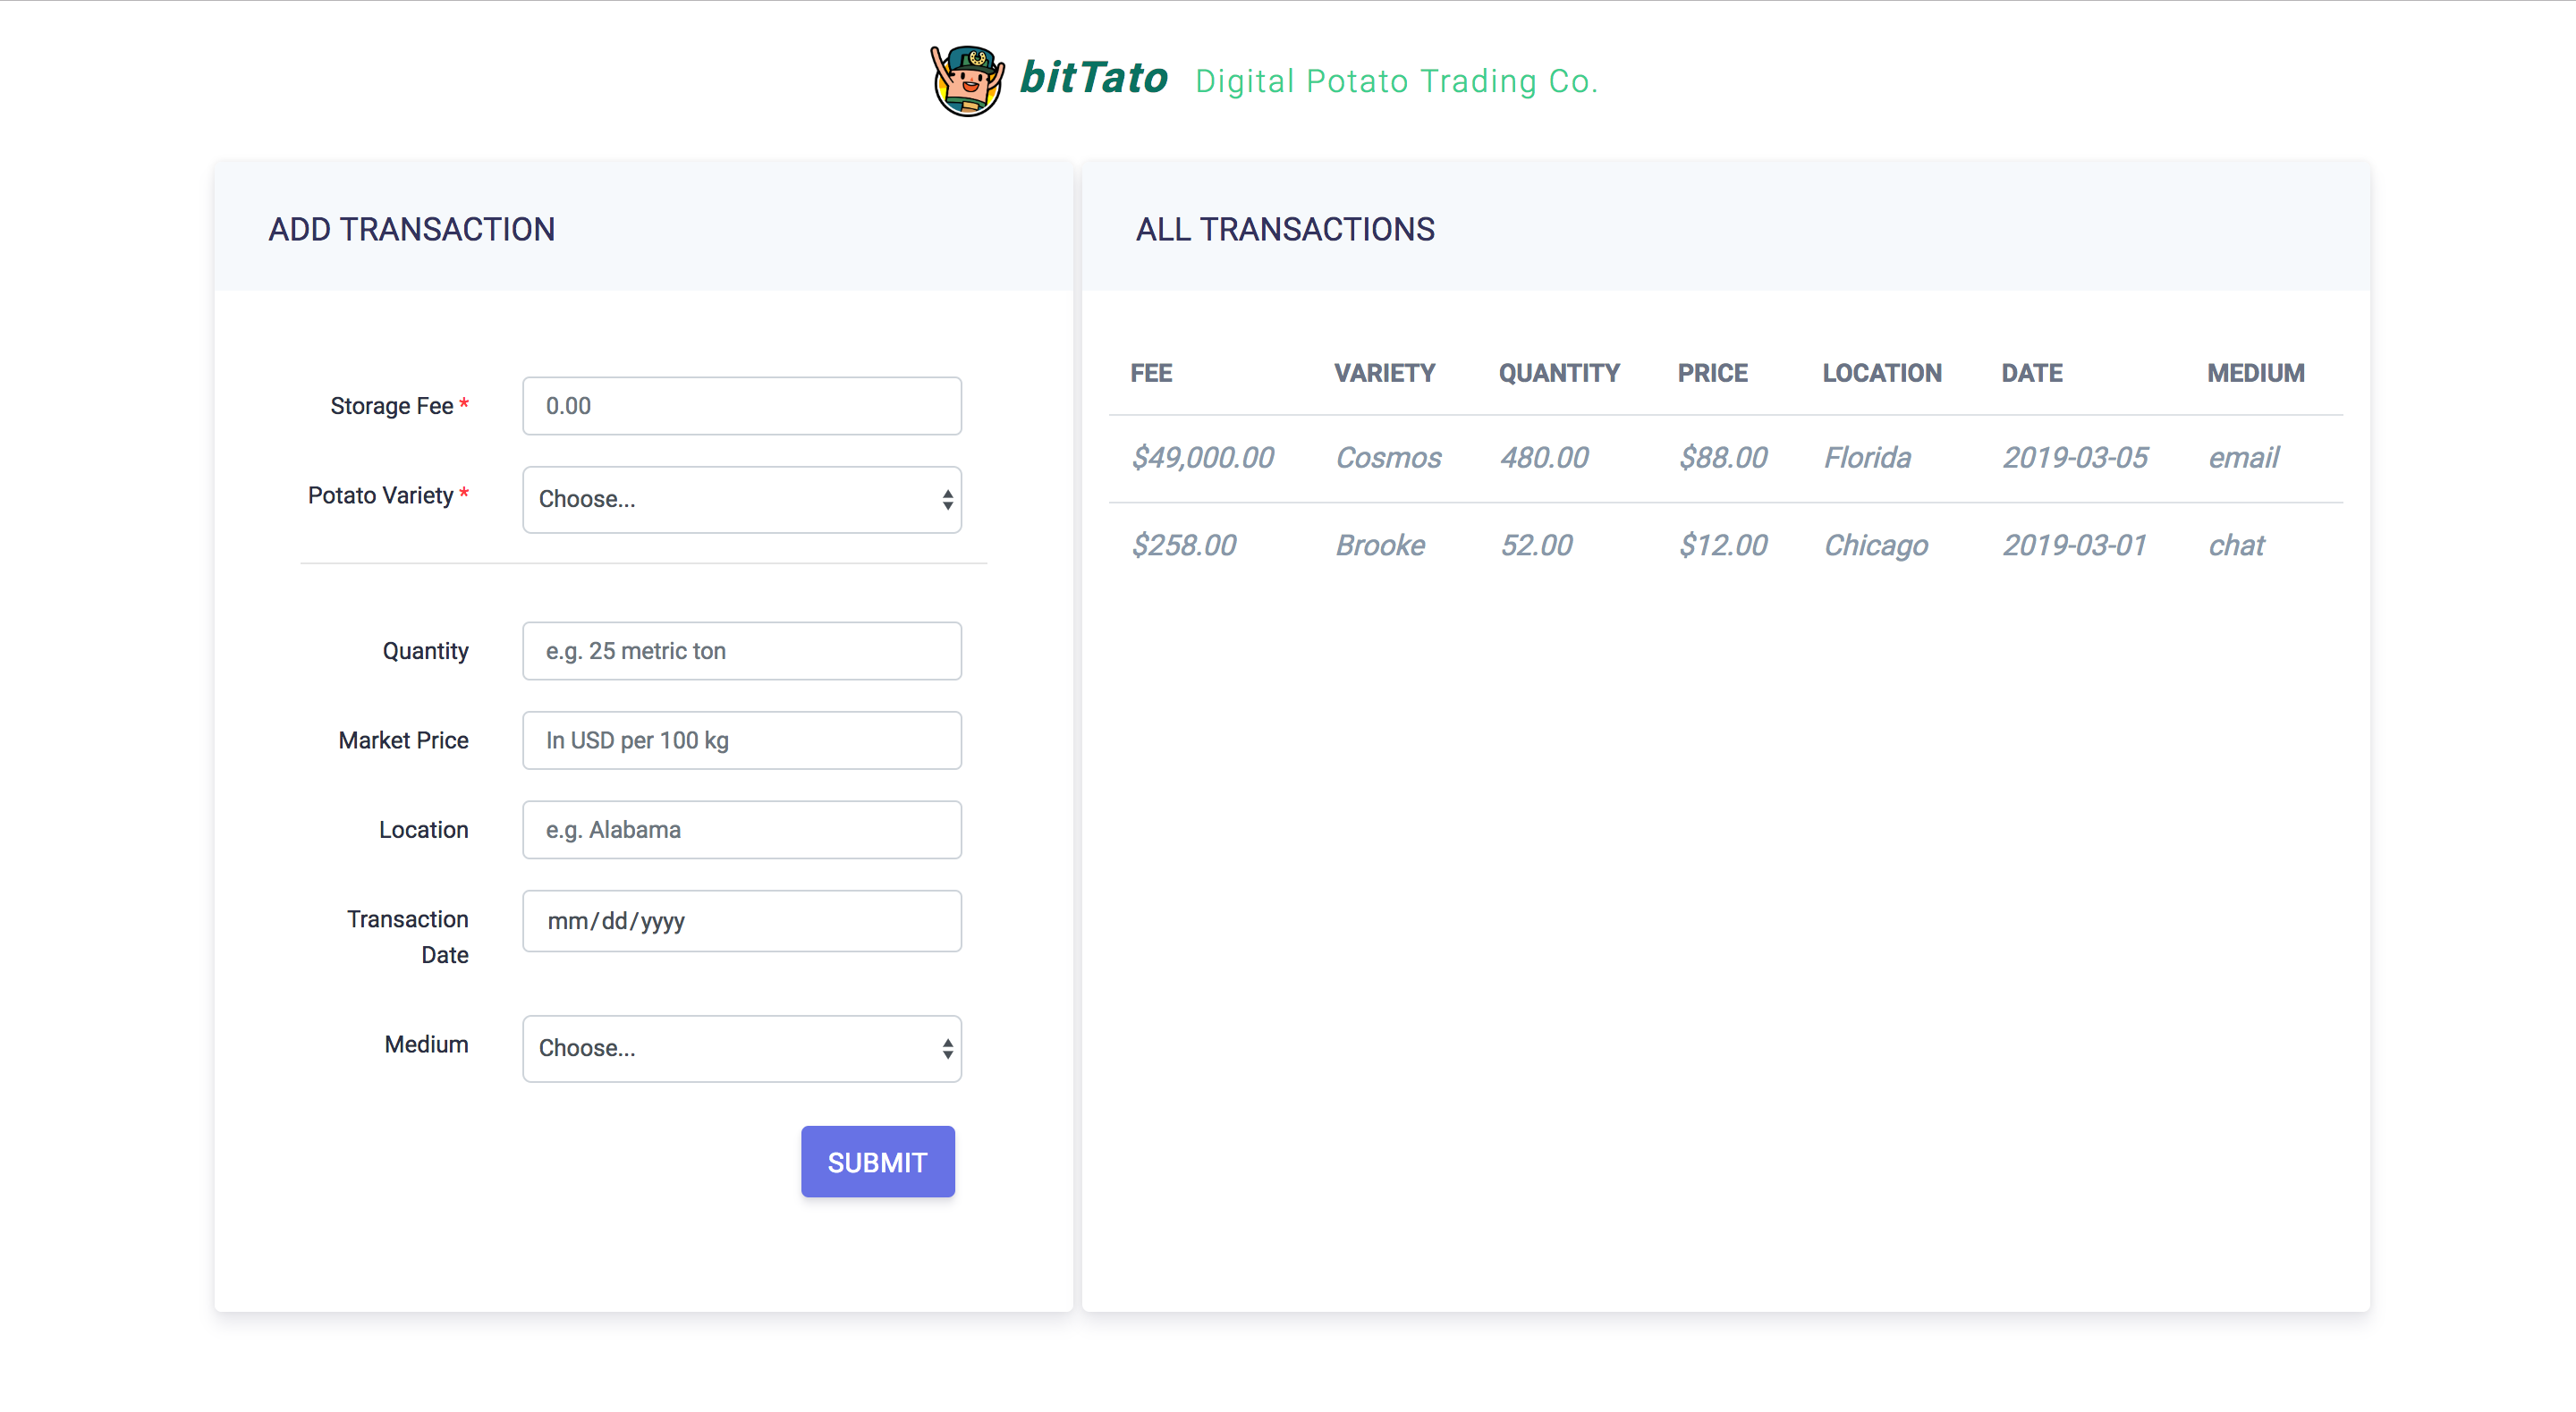 bitTato Digital Potato Trading Co.
ADD TRANSACTION
Storage Fee * 0.00
Potato Variety * Choose...
Quantity e.g. 25 metric ton
Market Price In USD per 100 kg
Location e.g. Alabama
Transaction mm/dd/yyyy
Date
Medium Choose...
SUBMIT
ALL TRANSACTIONS
FEE VARIETY QUANTITY PRICE LOCATION DATE MEDIUM
$49,000.00 Cosmos 480.00 $88.00 Florida 2019-03-05 email
$258.00 Brooke 52.00 $12.00 Chicago 2019-03-01 chat